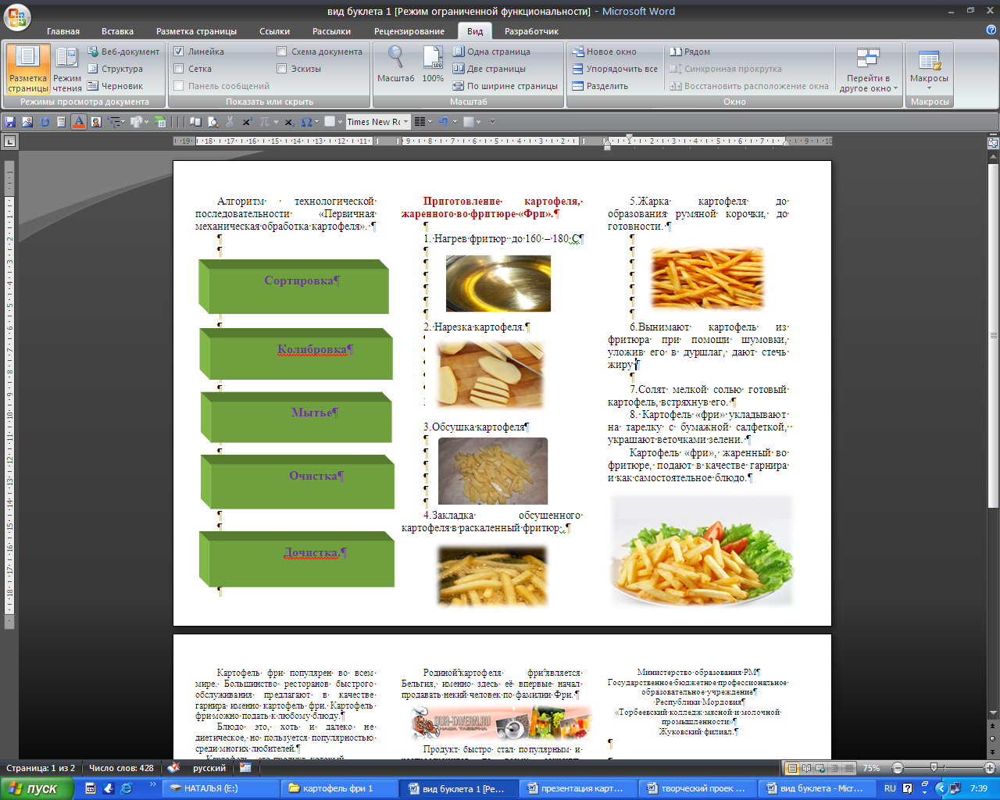 вид буклета 1 [Режим ограниченной функциональности] - Microsoft Word
Главная Вставка Разметка страницы Ссылки Рассылки Рецензирование Вид Разработчик
Разметка страницы
Режим чтения
Веб-документ
Структура
Черновик
Режимы просмотра документа
Линейка
Сетка
Панель сообщений
Схема документа
Эскизы
Показать или скрыть
Масштаб
100%
Одна страница
Две страницы
По ширине страницы
Масштаб
Новое окно
Упорядочить все
Разделить
Рядом
Синхронная прокрутка
Восстановить расположение окна
Перейти в другое окно
Окно
Макросы
Макросы
Times New Ro
Алгоритм технологической
последовательности «Первичная
механическая обработка картофеля».
Сортировка
Колибровка
Мытье
Очистка
Дочистка.
Приготовление картофеля,
жаренного во фритюре «Фри».
1. Нагрев фритюр до 160 – 180 С
2. Нарезка картофеля.
3.Обсушка картофеля
4.Закладка обсушенного
картофеля в раскаленный фритюр.
5.Жарка картофеля до
образования румяной корочки, до
готовности.
6.Вынимают картофель из
фритюра при помощи шумовки,
уложив его в дуршлаг, дают стечь
жиру
7.Солят мелкой солью готовый
картофель, встряхнув его.
8. Картофель «фри» укладывают
на тарелку с бумажной салфеткой,
украшают веточками зелени.
Картофель «фри», жаренный во
фритюре, подают в качестве гарнира
и как самостоятельное блюдо.
Картофель фри популярен во всем
мире. Большинство ресторанов быстрого
обслуживания предлагают в качестве
гарнира именно картофель фри. Картофель
фри можно подать к любому блюду.
Блюдо это, хоть и далеко не
диетическое, но пользуется популярностью
среди многих любителей.
Картофель – это продукт, который
Родиной картофеля фри является
Бельгия, именно здесь её впервые начал
продавать некий человек по фамилии Фри.
OUR-TAVERN.RU
НАША ТАВЕРНА
Продукт быстро стал популярным и
Министерство образования РМ
Государственное бюджетное профессиональное
образовательное учреждение
Республики Мордовия
«Торбеевский колледж мясной и молочной
промышленности»
Жуковский филиал.
Страница: 1 из 2 Число слов: 428 русский 75%
пуск НАТАЛЬЯ (E:) картофель фри 1 вид буклета 1 [Ре... презентация карт... творческий проек ... вид буклета - Micr... RU 7:39